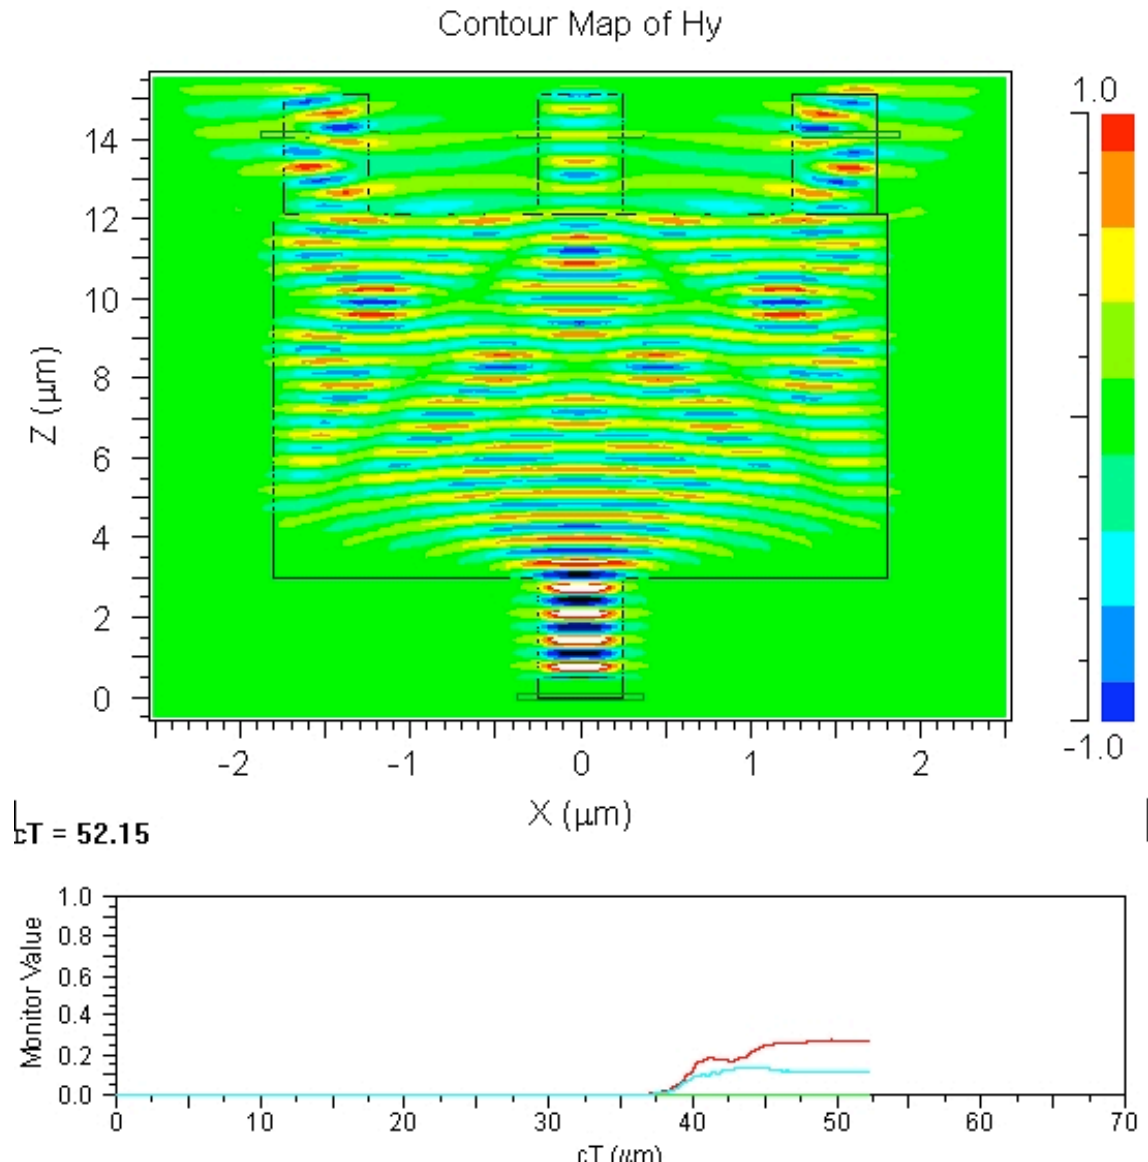 Contour Map of Hy
1.0
14
12
10
8
6
4
2
0
Z (μm)
-2 -1 0 1 2
X (μm)
-1.0
cT = 52.15
1.0
0.8
0.6
0.4
0.2
0.0
Monitor Value
0 10 20 30 40 50 60 70
cT (μm)